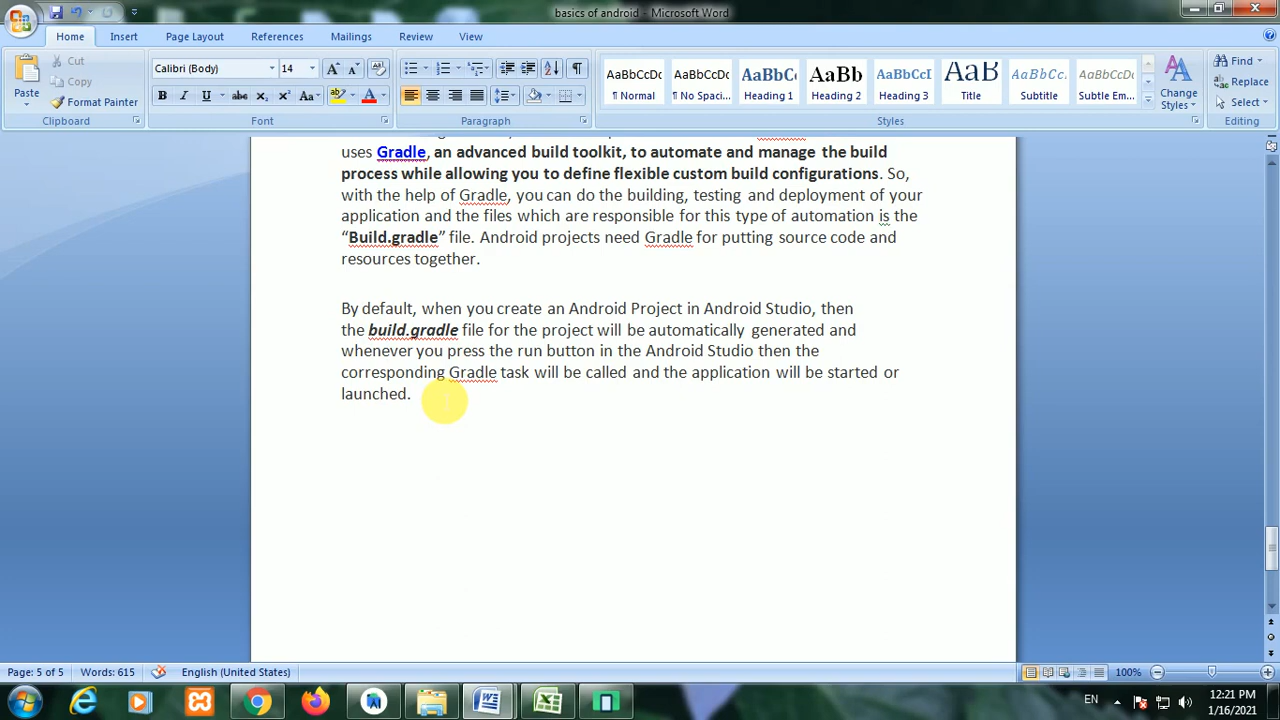 basics of android - Microsoft Word
Home Insert Page Layout References Mailings Review View
Paste
Cut
Copy
Format Painter
Clipboard
Calibri (Body) 14
B I U abc x₂ x² Aa
Font
Paragraph
AaBbCcDc AaBbCcDc AaBbC AaBb AaBbCcI AaB AaBbCcL AaBbCcDc
¶ Normal ¶ No Spaci... Heading 1 Heading 2 Heading 3 Title Subtitle Subtle Em...
Styles
Change Styles
Find
Replace
Select
Editing
uses Gradle, an advanced build toolkit, to automate and manage the build
process while allowing you to define flexible custom build configurations. So,
with the help of Gradle, you can do the building, testing and deployment of your
application and the files which are responsible for this type of automation is the
“Build.gradle” file. Android projects need Gradle for putting source code and
resources together.
By default, when you create an Android Project in Android Studio, then
the build.gradle file for the project will be automatically generated and
whenever you press the run button in the Android Studio then the
corresponding Gradle task will be called and the application will be started or
launched.
Page: 5 of 5 Words: 615 English (United States) 100%
EN 12:21 PM
1/16/2021